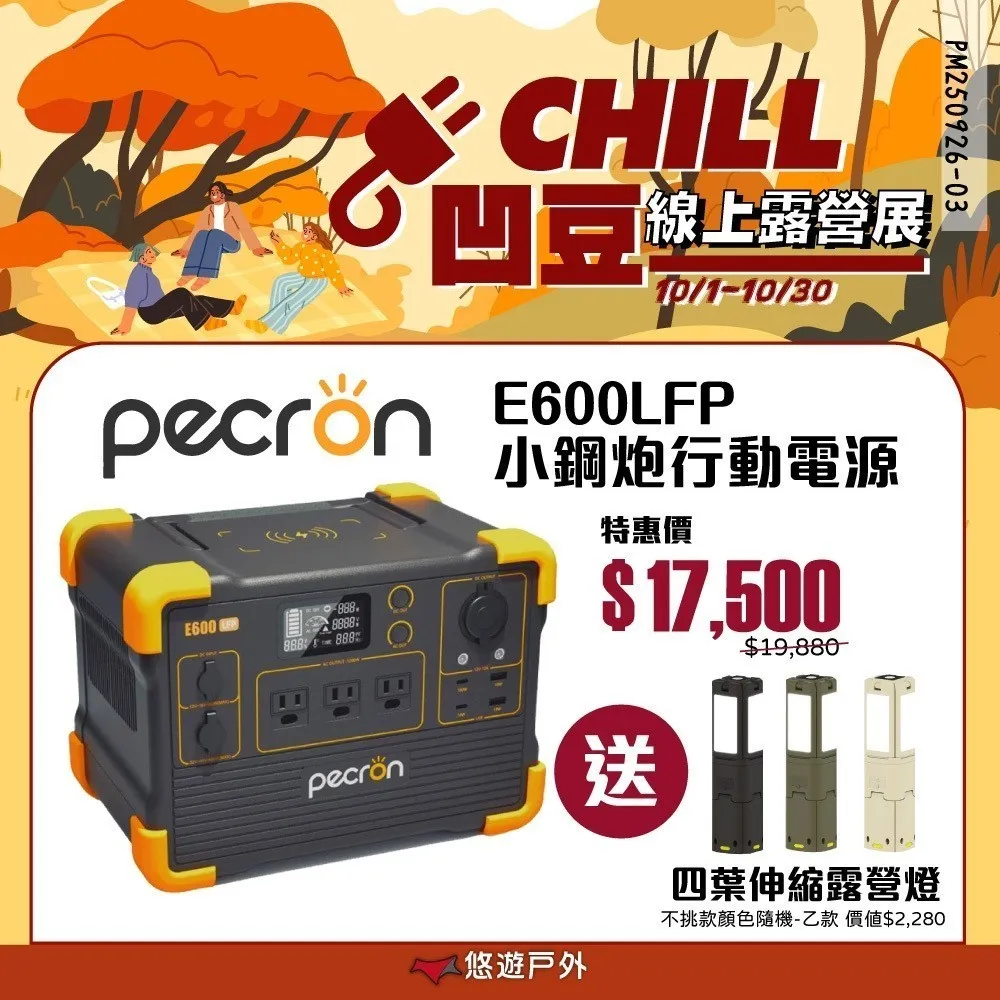 PM250926-03
CHILL
凹豆
線上露營展
10/1-10/30
pecron
E600LFP
小鋼炮行動電源
特惠價
$17,500
$19,880
E600 LFP
pecron
送
四葉伸縮露營燈
不挑款顏色隨機-乙款 價值$2,280
悠遊戶外